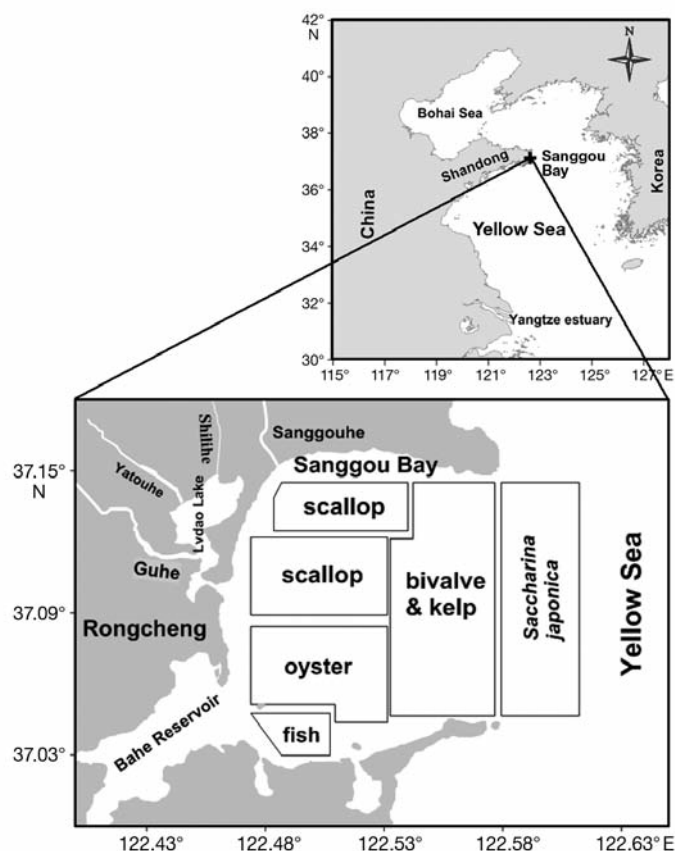 42°
N
40°
38°
36°
34°
32°
30°
N
Bohai Sea
Shandong
Sanggou
Bay
Korea
China
Yellow Sea
Yangtze estuary
115° 117° 119° 121° 123° 125° 127°E
37.15°
N
37.09°
37.03°
Shilihe
Sanggouhe
Yatouhe
Lvdao Lake
Sanggou Bay
Guhe
Rongcheng
Bahe Reservoir
scallop
scallop
oyster
fish
bivalve
& kelp
Saccharina
japonica
Yellow Sea
122.43° 122.48° 122.53° 122.58° 122.63°E